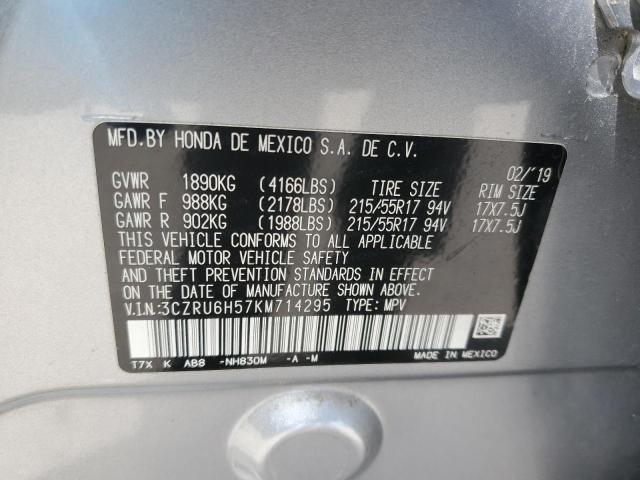 MFD.BY HONDA DE MEXICO S.A. DE C.V.
02/'19
GVWR 1890KG (4166LBS) TIRE SIZE RIM SIZE
GAWR F 988KG (2178LBS) 215/55R17 94V 17X7.5J
GAWR R 902KG (1988LBS) 215/55R17 94V 17X7.5J
THIS VEHICLE CONFORMS TO ALL APPLICABLE
FEDERAL MOTOR VEHICLE SAFETY
AND THEFT PREVENTION STANDARDS IN EFFECT
ON THE DATE OF MANUFACTURE SHOWN ABOVE.
V.I.N:3CZRU6H57KM714295 TYPE: MPV
T7X K AB8 -NH830M -A -M MADE IN MEXICO